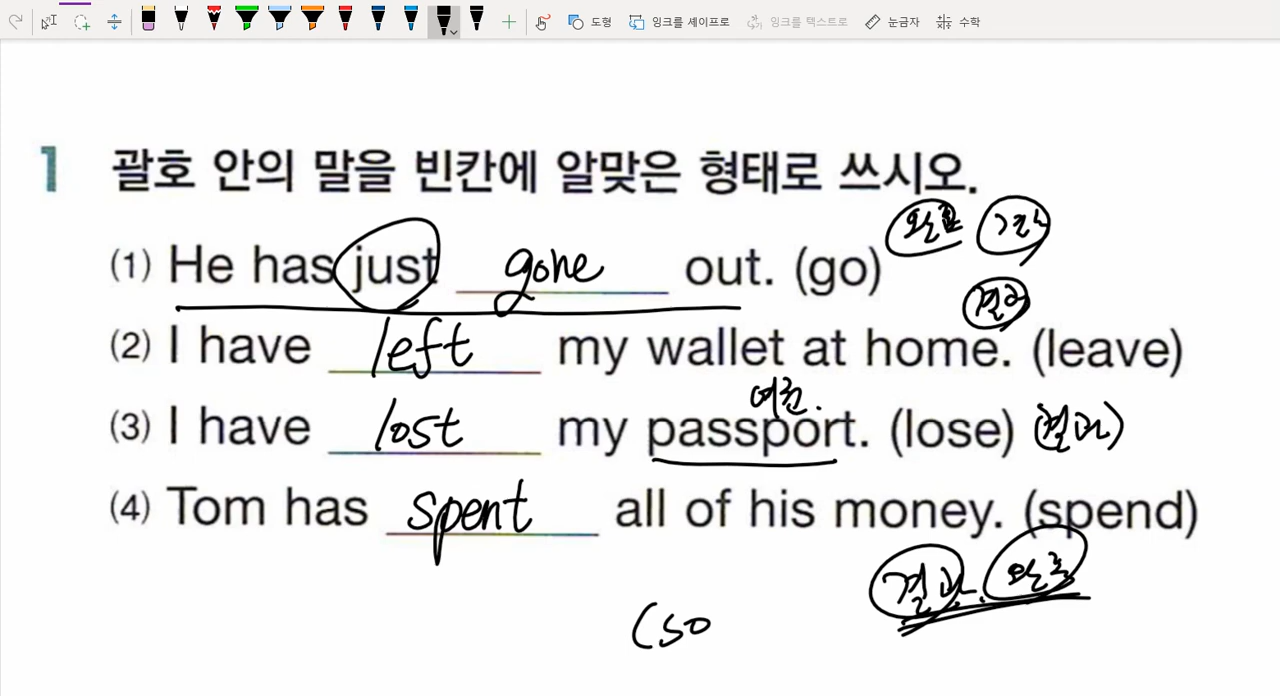 도형 잉크를 셰이프로 잉크를 텍스트로 눈금자 수학
1 괄호 안의 말을 빈칸에 알맞은 형태로 쓰시오.
완료 결과
(1) He has just gone out. (go)
결과
(2) I have left my wallet at home. (leave)
여권.
(3) I have lost my passport. (lose) (결과)
(4) Tom has spent all of his money. (spend)
결과, 완료
(so